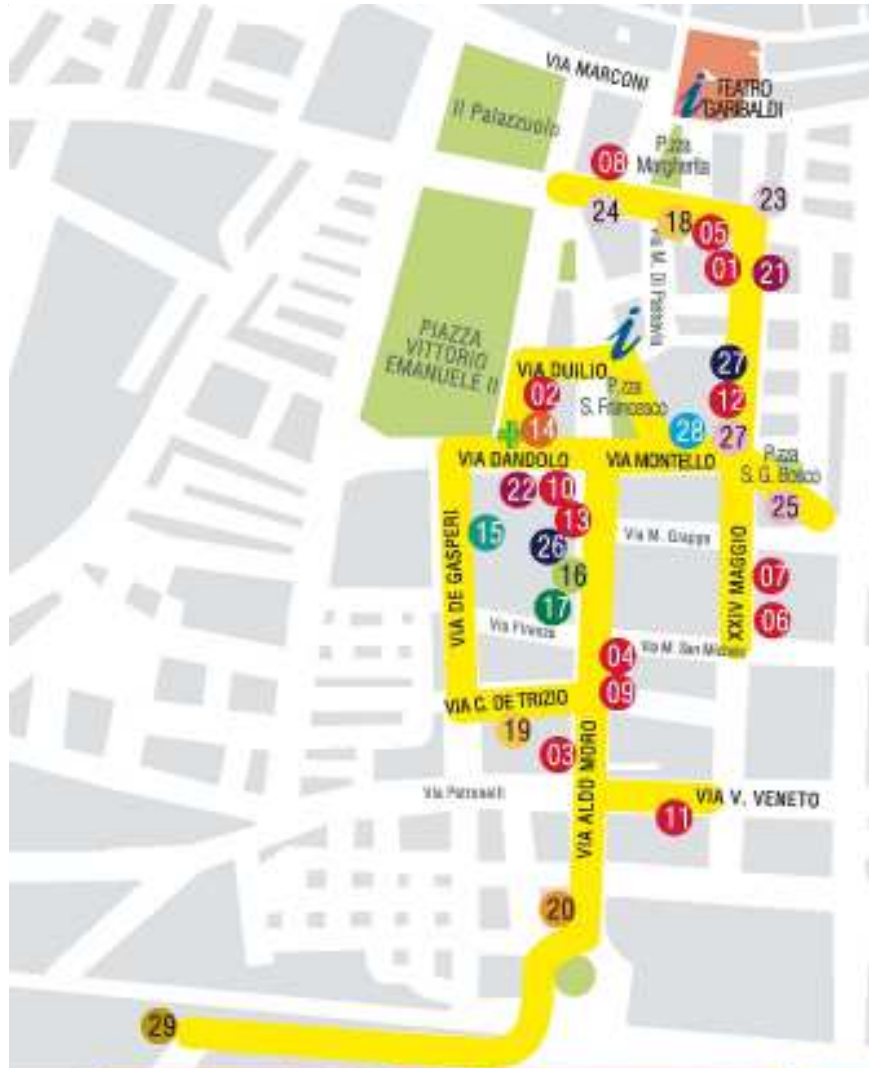 VIA MARCONI
i
TEATRO
GARIBALDI
Il Palazzuolo
P.zza
Margherita
08
24
18
05
23
01
21
Via M. Di Passavia
i
PIAZZA
VITTORIO
EMANUELE II
VIA DUILIO
27
02
P.zza
S. Francesco
12
14
28
27
VIA DANDOLO
VIA MONTELLO
P.zza
S. G. Bosco
22
10
25
13
15
26
Via M. Grappa
16
07
17
06
VIA DE GASPERI
XXIV MAGGIO
Via Firenze
04
Via M. San Michele
09
VIA C. DE TRIZIO
19
03
VIA ALDO MORO
Via Petronelli
VIA V. VENETO
11
20
29